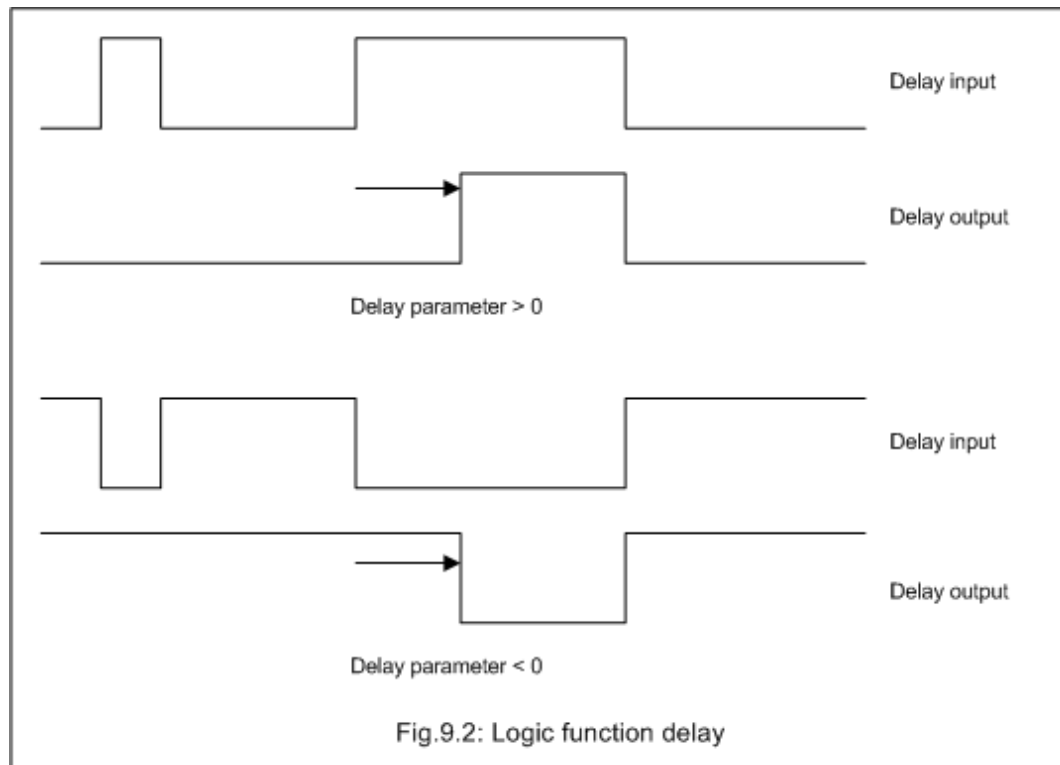 Delay input
Delay output
Delay parameter > 0
Delay input
Delay output
Delay parameter < 0
Fig.9.2: Logic function delay